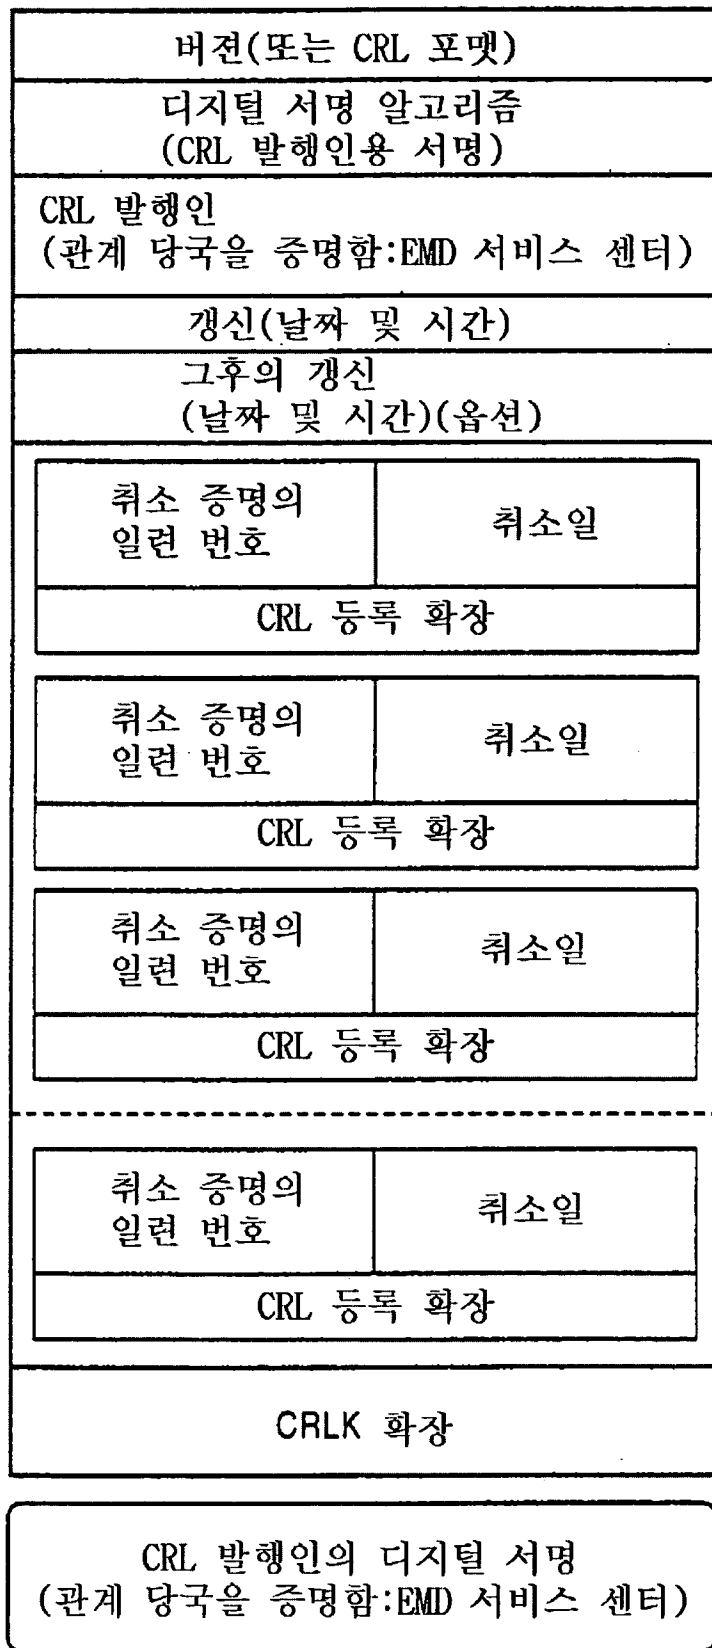 버젼(또는 CRL 포맷)
디지털 서명 알고리즘
(CRL 발행인용 서명)
CRL 발행인
(관계 당국을 증명함:EMD 서비스 센터)
갱신(날짜 및 시간)
그후의 갱신
(날짜 및 시간)(옵션)
취소 증명의
일련 번호
취소일
CRL 등록 확장
취소 증명의
일련 번호
취소일
CRL 등록 확장
취소 증명의
일련 번호
취소일
CRL 등록 확장
취소 증명의
일련 번호
취소일
CRL 등록 확장
CRLK 확장
CRL 발행인의 디지털 서명
(관계 당국을 증명함:EMD 서비스 센터)